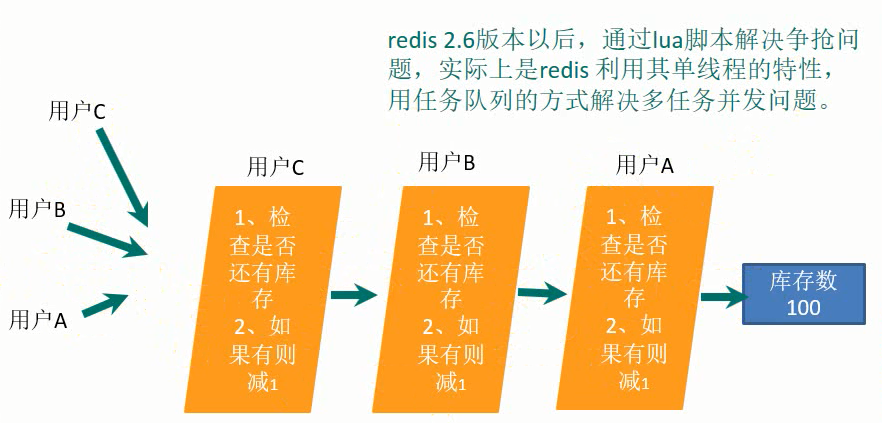 redis 2.6版本以后，通过lua脚本解决争抢问
题，实际上是redis 利用其单线程的特性，
用任务队列的方式解决多任务并发问题。
用户C
用户B
用户A
用户C
1、检
查是否
还有库
存
2、如
果有则
减1
用户B
1、检
查是否
还有库
存
2、如
果有则
减1
用户A
1、检
查是否
还有库
存
2、如
果有则
减1
库存数
100